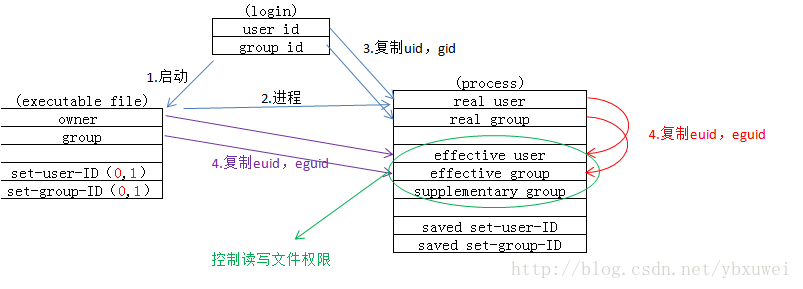 (login)
user id
group id
3.复制uid，gid
1.启动
(process)
(executable file)
2.进程
real user
owner
real group
group
4.复制euid，eguid
effective user
4.复制euid，eguid
effective group
set-user-ID（0,1）
supplementary group
set-group-ID（0,1）
saved set-user-ID
saved set-group-ID
控制读写文件权限
http://blog.csdn.net/ybxuwei